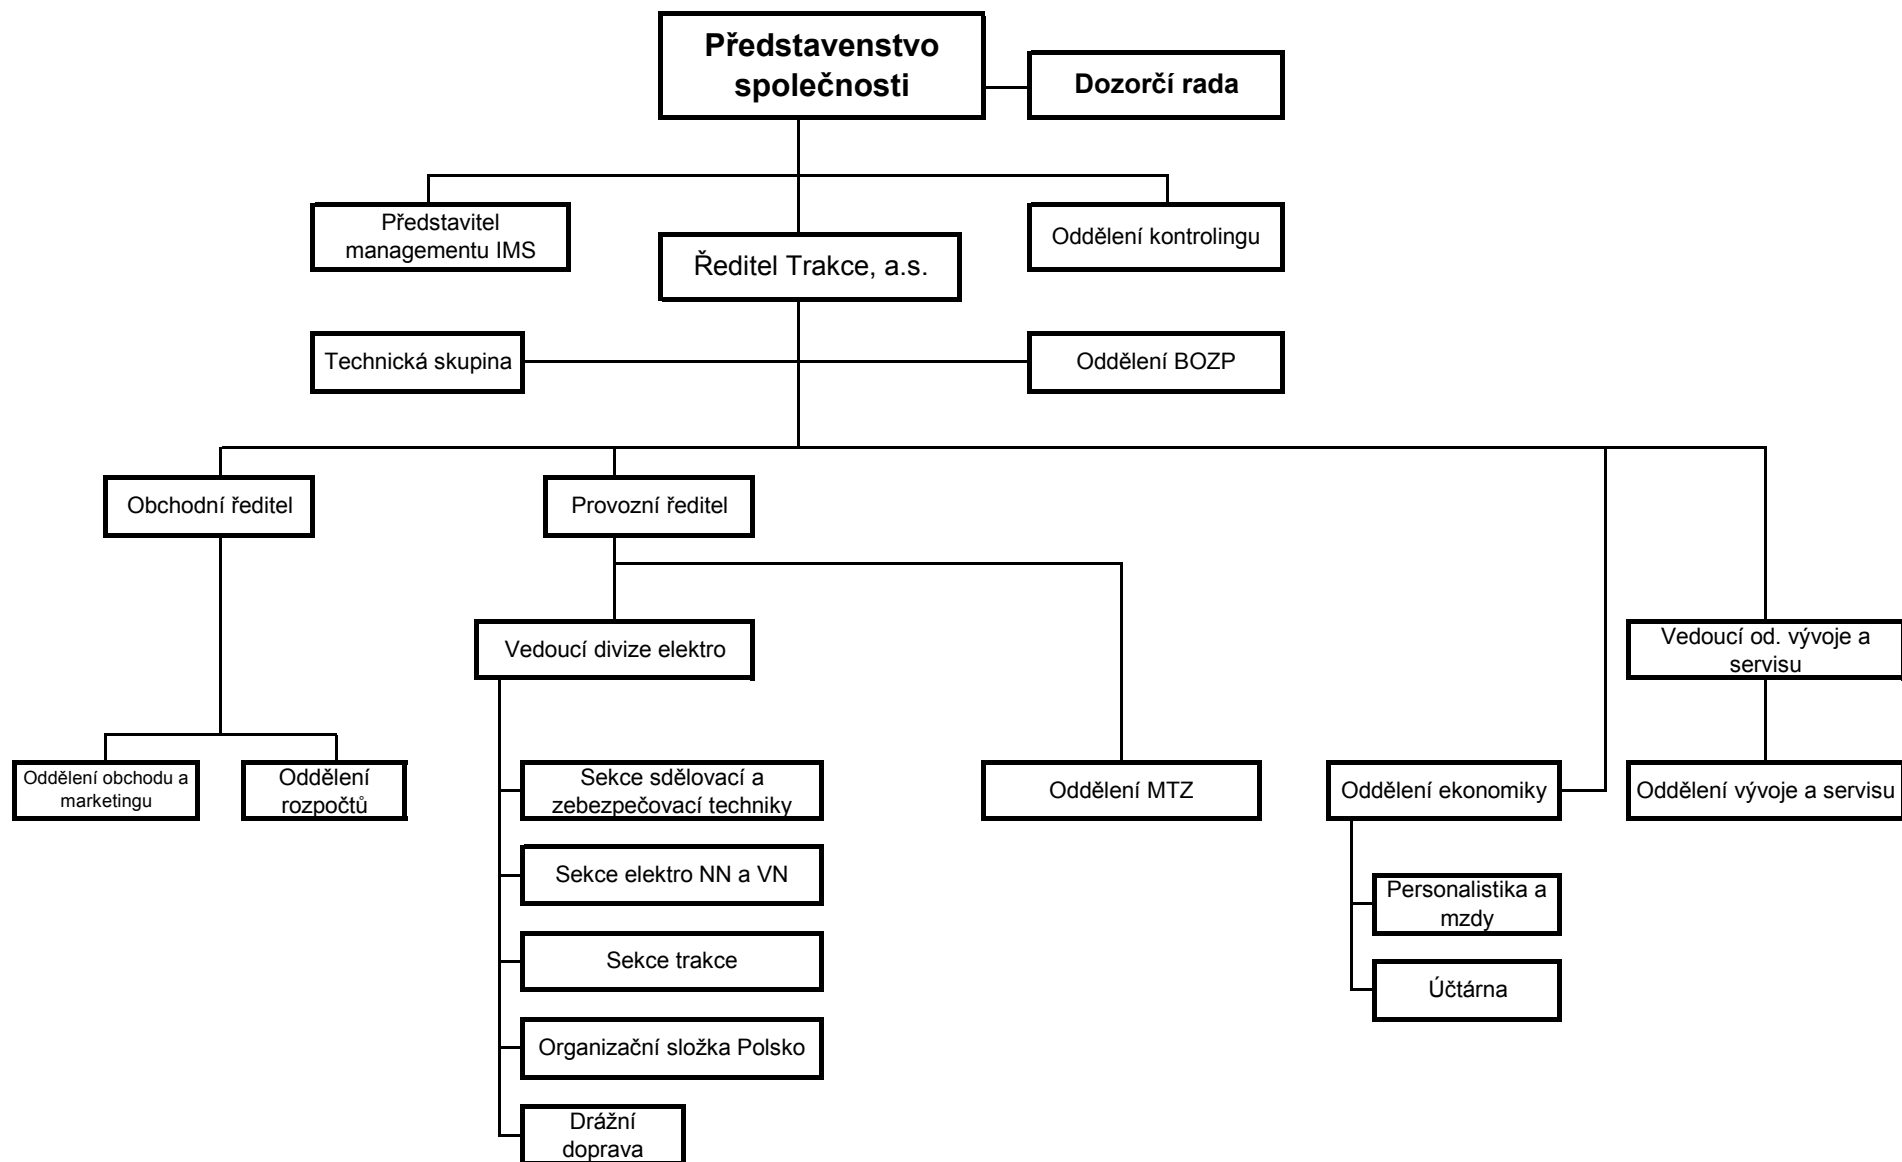 Představenstvo
společnosti
Dozorčí rada
Představitel
managementu IMS
Oddělení kontrolingu
Ředitel Trakce, a.s.
Technická skupina
Oddělení BOZP
Obchodní ředitel
Provozní ředitel
Vedoucí divize elektro
Vedoucí od. vývoje a
servisu
Oddělení obchodu a
marketingu
Oddělení
rozpočtů
Sekce sdělovací a
zebezpečovací techniky
Oddělení MTZ
Oddělení ekonomiky
Oddělení vývoje a servisu
Sekce elektro NN a VN
Personalistika a
mzdy
Sekce trakce
Účtárna
Organizační složka Polsko
Drážní
doprava